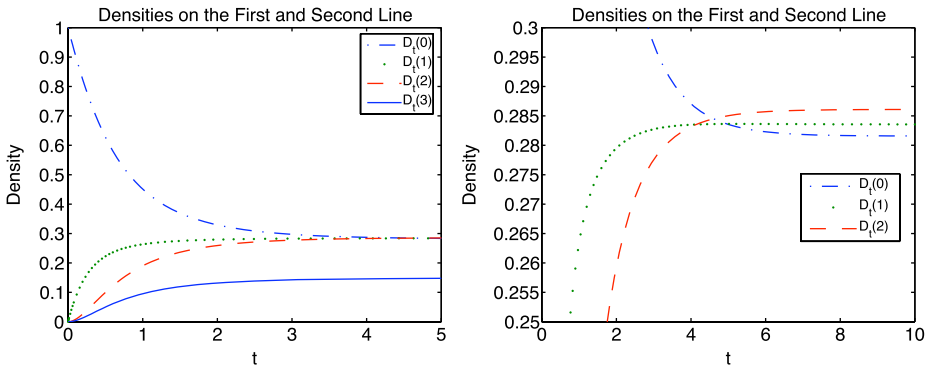 Densities on the First and Second Line
1
0.9
0.8
0.7
0.6
0.5
0.4
0.3
0.2
0.1
0
Density
0
1
2
3
4
5
t
D_t(0)
D_t(1)
D_t(2)
D_t(3)
Densities on the First and Second Line
0.3
0.295
0.29
0.285
0.28
0.275
0.27
0.265
0.26
0.255
0.25
Density
0
2
4
6
8
10
t
D_t(0)
D_t(1)
D_t(2)